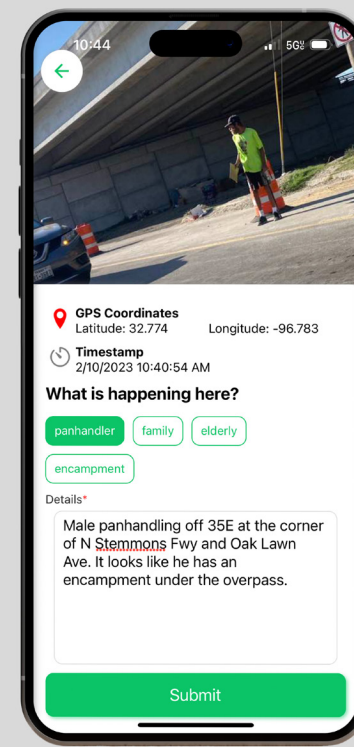 10:44
5G
GPS Coordinates
Latitude: 32.774 Longitude: -96.783
Timestamp
2/10/2023 10:40:54 AM
What is happening here?
panhandler family elderly
encampment
Details*
Male panhandling off 35E at the corner
of N Stemmons Fwy and Oak Lawn
Ave. It looks like he has an
encampment under the overpass.
Submit